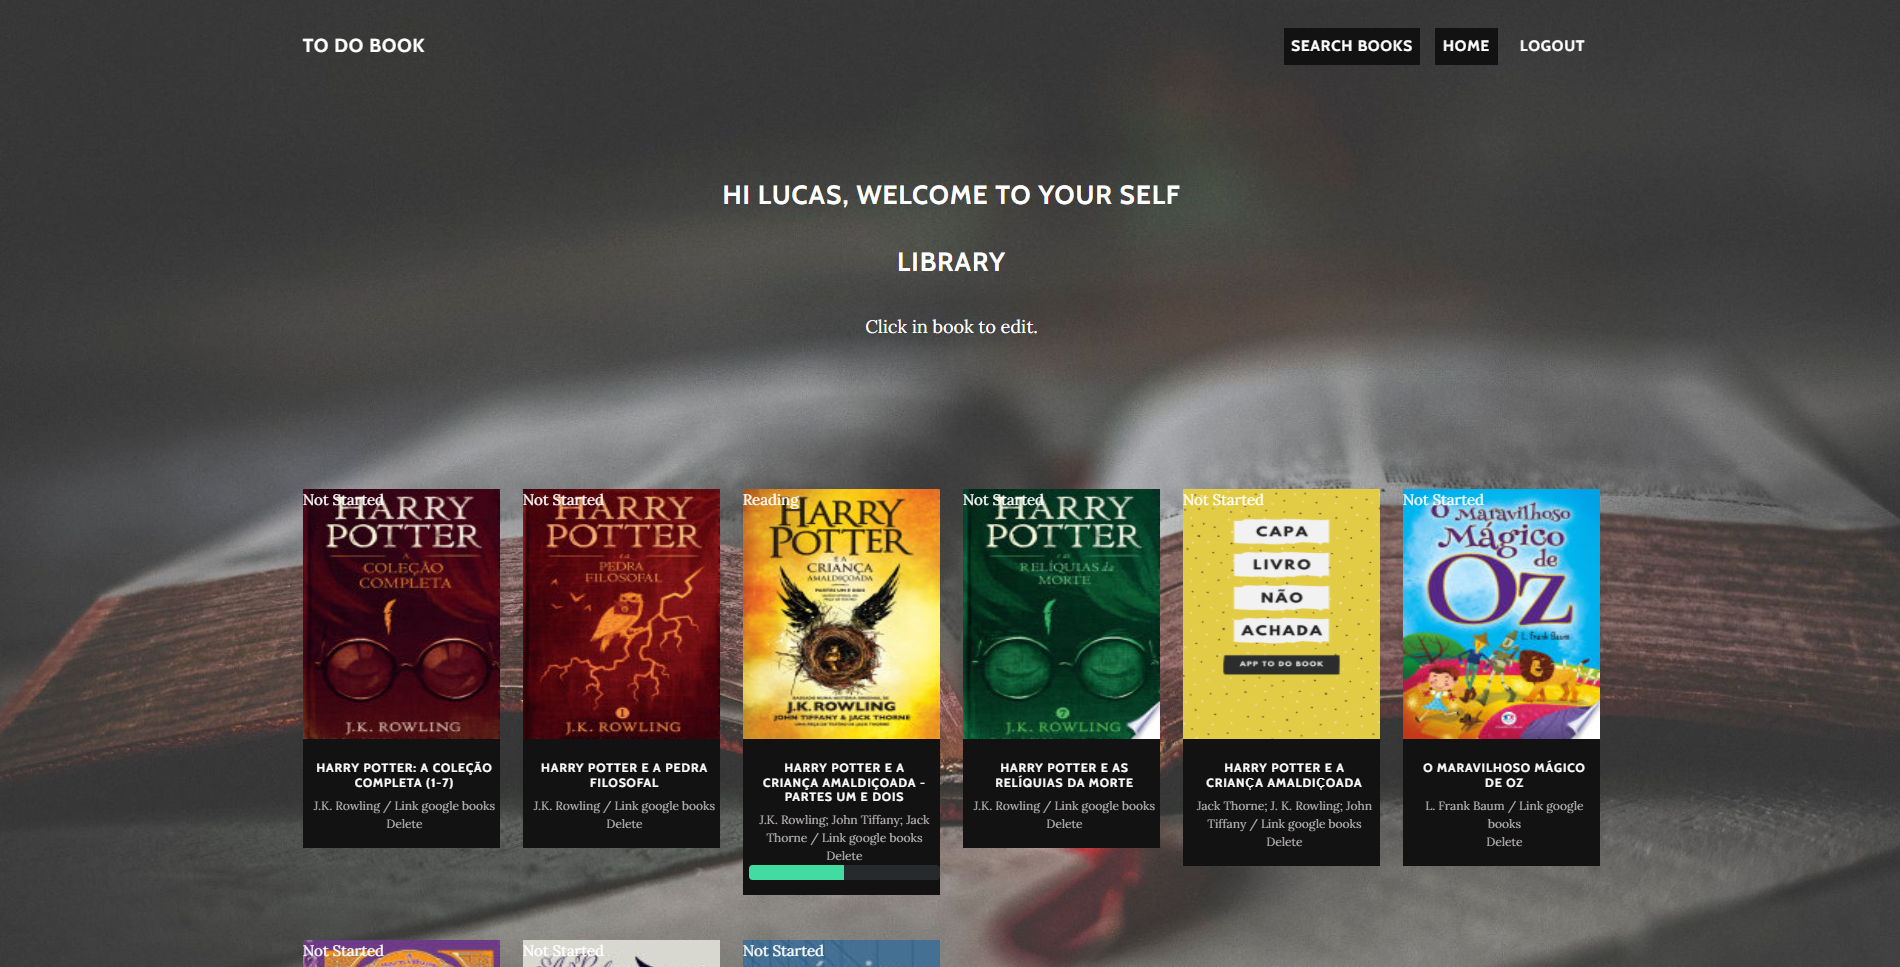 TO DO BOOK
SEARCH BOOKS
HOME
LOGOUT
HI LUCAS, WELCOME TO YOUR SELF
LIBRARY
Click in book to edit.
Not Started
HARRY
POTTER
A
COLEÇÃO
COMPLETA
J.K. ROWLING
HARRY POTTER: A COLEÇÃO
COMPLETA (1-7)
J.K. Rowling / Link google books
Delete
Not Started
HARRY
POTTER
e a
PEDRA
FILOSOFAL
1
J.K. ROWLING
HARRY POTTER E A PEDRA
FILOSOFAL
J.K. Rowling / Link google books
Delete
Reading
HARRY
POTTER
E A
CRIANÇA
AMALDIÇOADA
PARTES UM E DOIS
J.K. ROWLING
JOHN TIFFANY & JACK THORNE
HARRY POTTER E A
CRIANÇA AMALDIÇOADA -
PARTES UM E DOIS
J.K. Rowling; John Tiffany; Jack
Thorne / Link google books
Delete
Not Started
HARRY
POTTER
e as
RELÍQUIAS da
MORTE
7
J.K. ROWLING
HARRY POTTER E AS
RELÍQUIAS DA MORTE
J.K. Rowling / Link google books
Delete
Not Started
CAPA
LIVRO
NÃO
ACHADA
APP TO DO BOOK
HARRY POTTER E A
CRIANÇA AMALDIÇOADA
Jack Thorne; J. K. Rowling; John
Tiffany / Link google books
Delete
Not Started
O Maravilhoso
Mágico
de
Oz
L. Frank Baum
O MARAVILHOSO MÁGICO
DE OZ
L. Frank Baum / Link google
books
Delete
Not Started
Not Started
Not Started